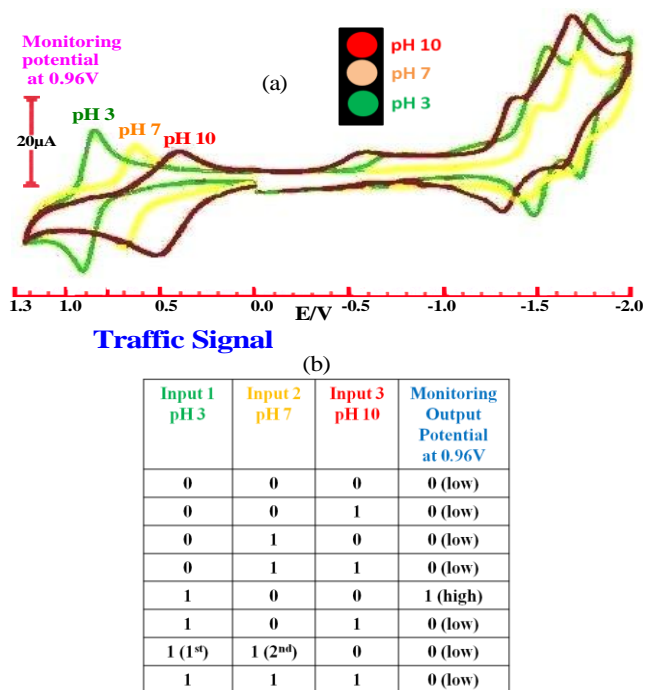 Monitoring
potential
at 0.96V
(a)
pH 10
pH 7
pH 3
pH 3
pH 7
pH 10
20μA
1.3 1.0 0.5 0.0 -0.5 -1.0 -1.5 -2.0
E/V
Traffic Signal
(b)
Input 1 Input 2 Input 3 Monitoring
pH 3 pH 7 pH 10 Output
Potential
at 0.96V
0 0 0 0 (low)
0 0 1 0 (low)
0 1 0 0 (low)
0 1 1 0 (low)
1 0 0 1 (high)
1 0 1 0 (low)
1 (1st) 1 (2nd) 0 0 (low)
1 1 1 0 (low)